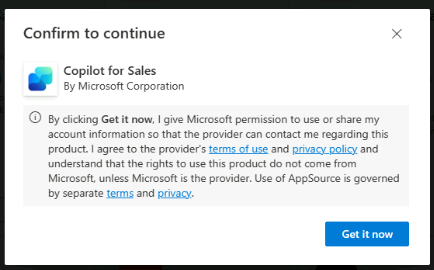 Confirm to continue
Copilot for Sales
By Microsoft Corporation
By clicking Get it now, I give Microsoft permission to use or share my
account information so that the provider can contact me regarding this
product. I agree to the provider's terms of use and privacy policy and
understand that the rights to use this product do not come from
Microsoft, unless Microsoft is the provider. Use of AppSource is governed
by separate terms and privacy.
Get it now